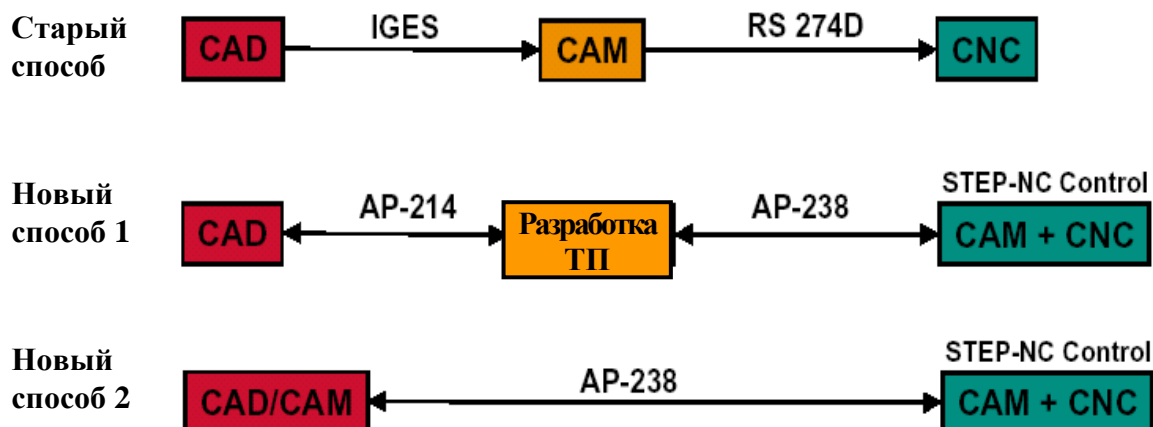 Старый
способ
CAD
IGES
CAM
RS 274D
CNC
Новый
способ 1
CAD
AP-214
Разработка
ТП
AP-238
STEP-NC Control
CAM + CNC
Новый
способ 2
CAD/CAM
AP-238
STEP-NC Control
CAM + CNC